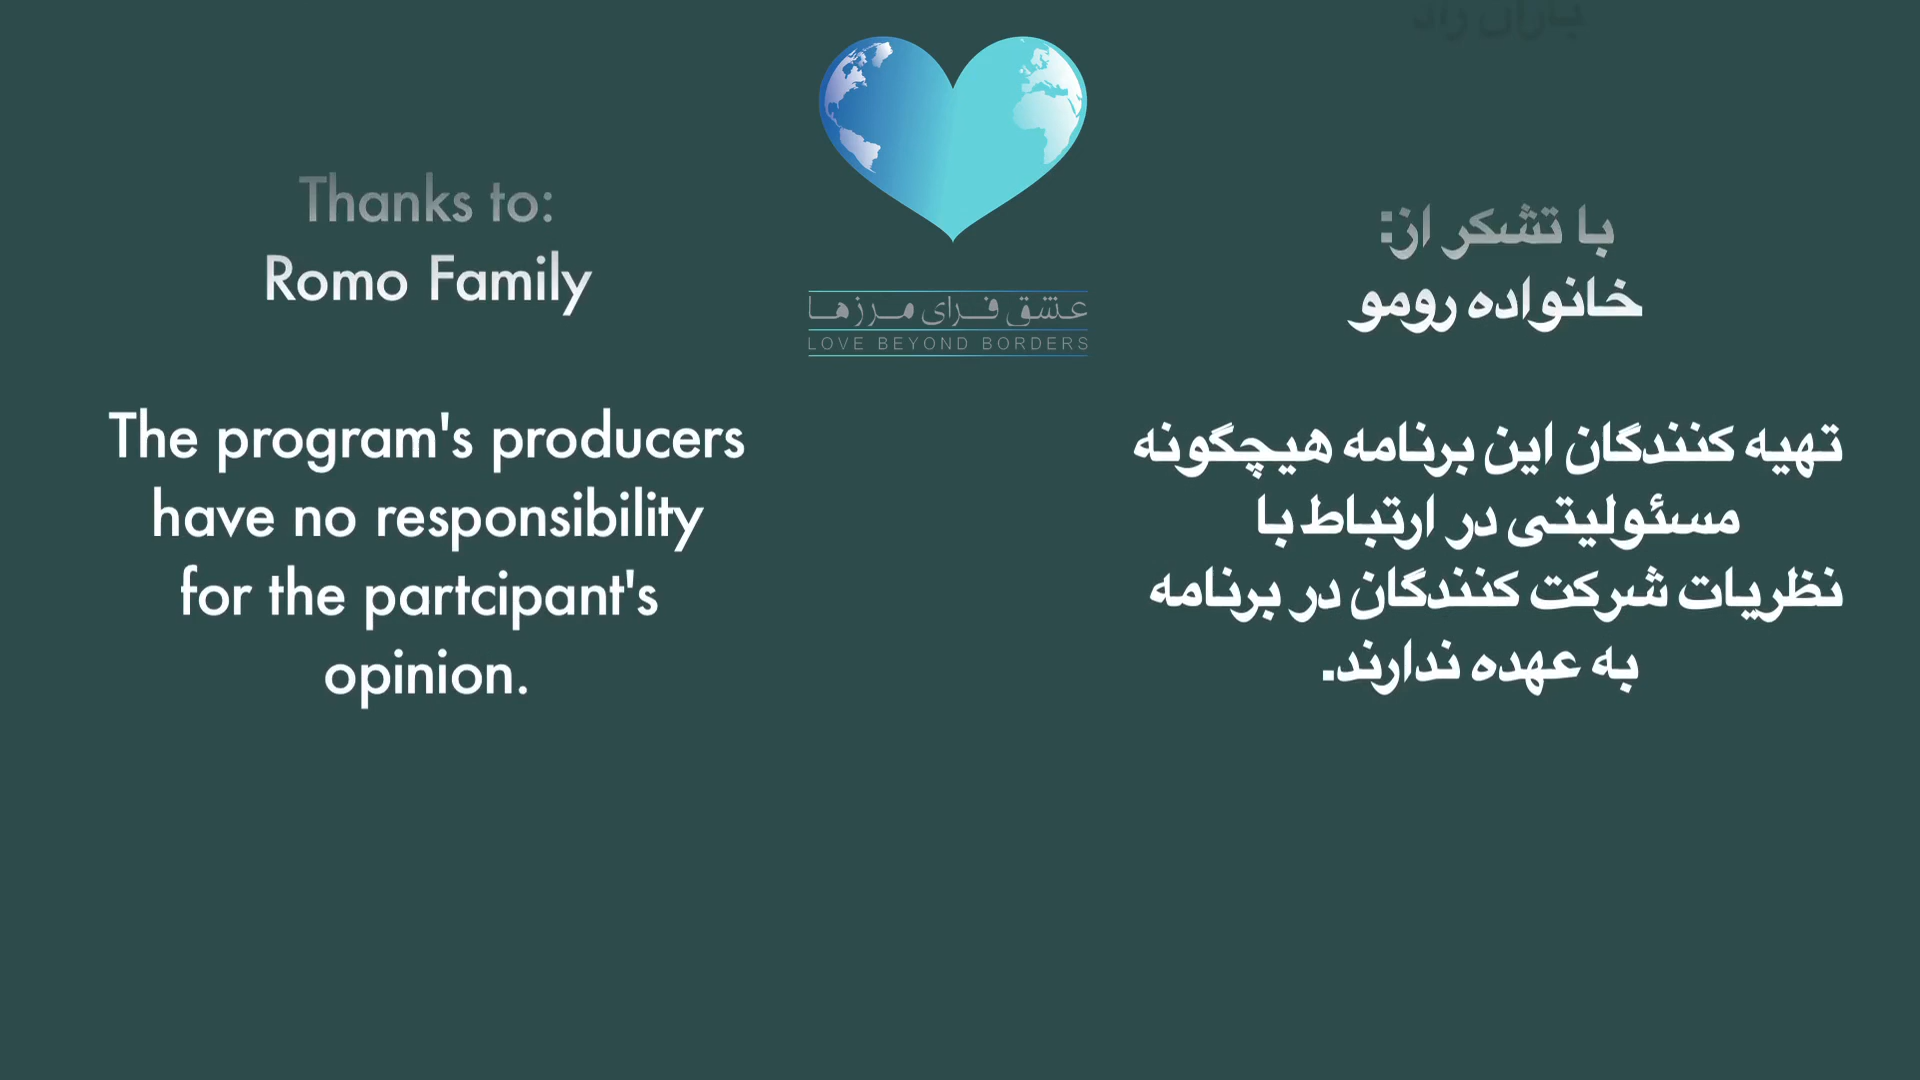 Thanks to:
Romo Family
The program's producers
have no responsibility
for the partcipant's
opinion.
عشق فرای مرزها
LOVE BEYOND BORDERS
با تشکر از:
خانواده رومو
تهیه کنندگان این برنامه هیچگونه
مسئولیتی در ارتباط با
نظریات شرکت کنندگان در برنامه
به عهده ندارند.